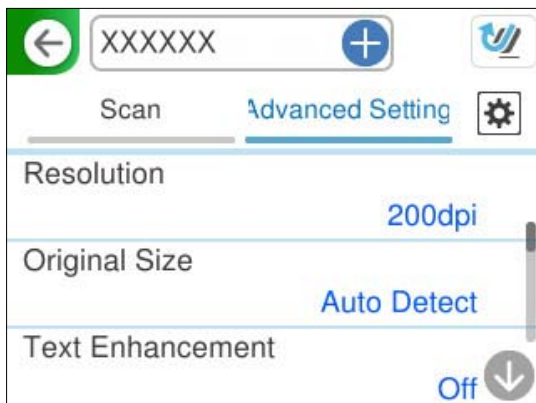 XXXXXX
Scan
Advanced Setting
Resolution
200dpi
Original Size
Auto Detect
Text Enhancement
Off